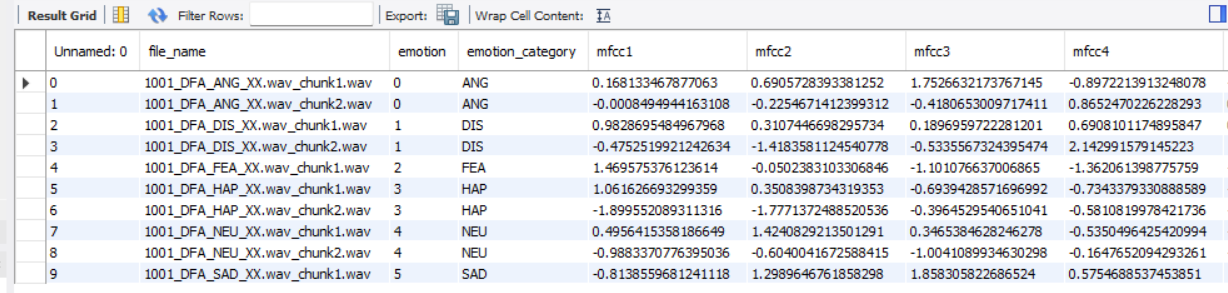 Result Grid Filter Rows: Export: Wrap Cell Content: IA
Unnamed: 0 file_name emotion emotion_category mfcc1 mfcc2 mfcc3 mfcc4
0 1001_DFA_ANG_XX.wav_chunk1.wav 0 ANG 0.168133467877063 0.6905728393381252 1.7526632173767145 -0.8972213913248078
1 1001_DFA_ANG_XX.wav_chunk2.wav 0 ANG -0.0008494944163108 -0.2254671412399312 -0.4180653009717411 0.8652470226228293
2 1001_DFA_DIS_XX.wav_chunk1.wav 1 DIS 0.9828695484967968 0.3107446698295734 0.1896959722281201 0.6908101174895847
3 1001_DFA_DIS_XX.wav_chunk2.wav 1 DIS -0.4752519921242634 -1.4183581124540778 -0.5335567324395474 2.142991579145223
4 1001_DFA_FEA_XX.wav_chunk1.wav 2 FEA 1.469575376123614 -0.0502383103306846 -1.101076637006865 -1.362061398775759
5 1001_DFA_HAP_XX.wav_chunk1.wav 3 HAP 1.061626693299359 0.3508398734319353 -0.6939428571696992 -0.7343379330888589
6 1001_DFA_HAP_XX.wav_chunk2.wav 3 HAP -1.899552089311316 -1.7771372488520536 -0.3964529540651041 -0.5810819978421736
7 1001_DFA_NEU_XX.wav_chunk1.wav 4 NEU 0.4956415358186649 1.4240829213501291 0.3465384628246278 -0.5350496425420994
8 1001_DFA_NEU_XX.wav_chunk2.wav 4 NEU -0.9883370776395036 -0.6040041672588415 -1.0041089934630298 -0.1647652094293261
9 1001_DFA_SAD_XX.wav_chunk1.wav 5 SAD -0.8138559681241118 1.2989646761858298 1.858305822686524 0.5754688537453851